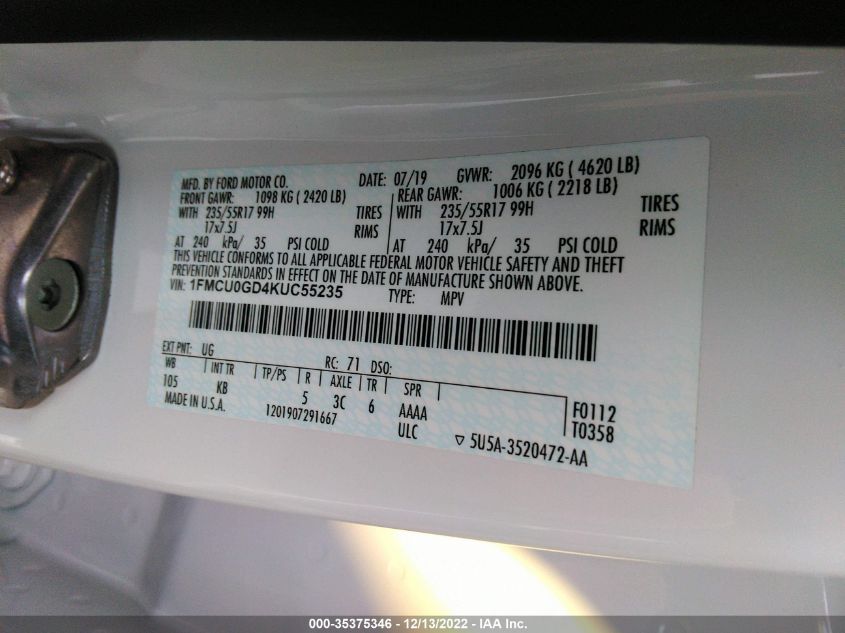 MFD. BY FORD MOTOR CO. DATE: 07/19 GVWR: 2096 KG ( 4620 LB)
FRONT GAWR: 1098 KG ( 2420 LB) REAR GAWR: 1006 KG ( 2218 LB)
WITH 235/55R17 99H TIRES WITH 235/55R17 99H TIRES
17x7.5J RIMS 17x7.5J RIMS
AT 240 kPa/ 35 PSI COLD AT 240 kPa/ 35 PSI COLD
THIS VEHICLE CONFORMS TO ALL APPLICABLE FEDERAL MOTOR VEHICLE SAFETY AND THEFT
PREVENTION STANDARDS IN EFFECT ON THE DATE OF MANUFACTURE SHOWN ABOVE.
VIN: 1FMCU0GD4KUC55235 TYPE: MPV
EXT PNT: UG RC: 71 DSO:
WB INT TR TP/PS R AXLE TR SPR
105 KB 5 3C 6 AAAA F0112
MADE IN U.S.A. 1201907291667 ULC T0358
▽ 5U5A-3520472-AA
000-35375346 - 12/13/2022 - IAA Inc.